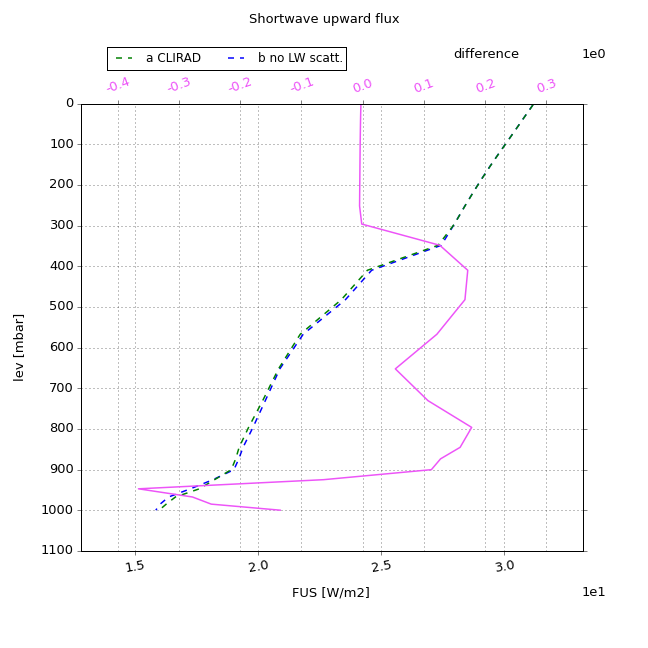 Shortwave upward flux
a CLIRAD b no LW scatt.
difference 1e0
-0.4 -0.3 -0.2 -0.1 0.0 0.1 0.2 0.3
0
100
200
300
400
500
600
700
800
900
1000
1100
lev [mbar]
1.5 2.0 2.5 3.0
FUS [W/m2] 1e1